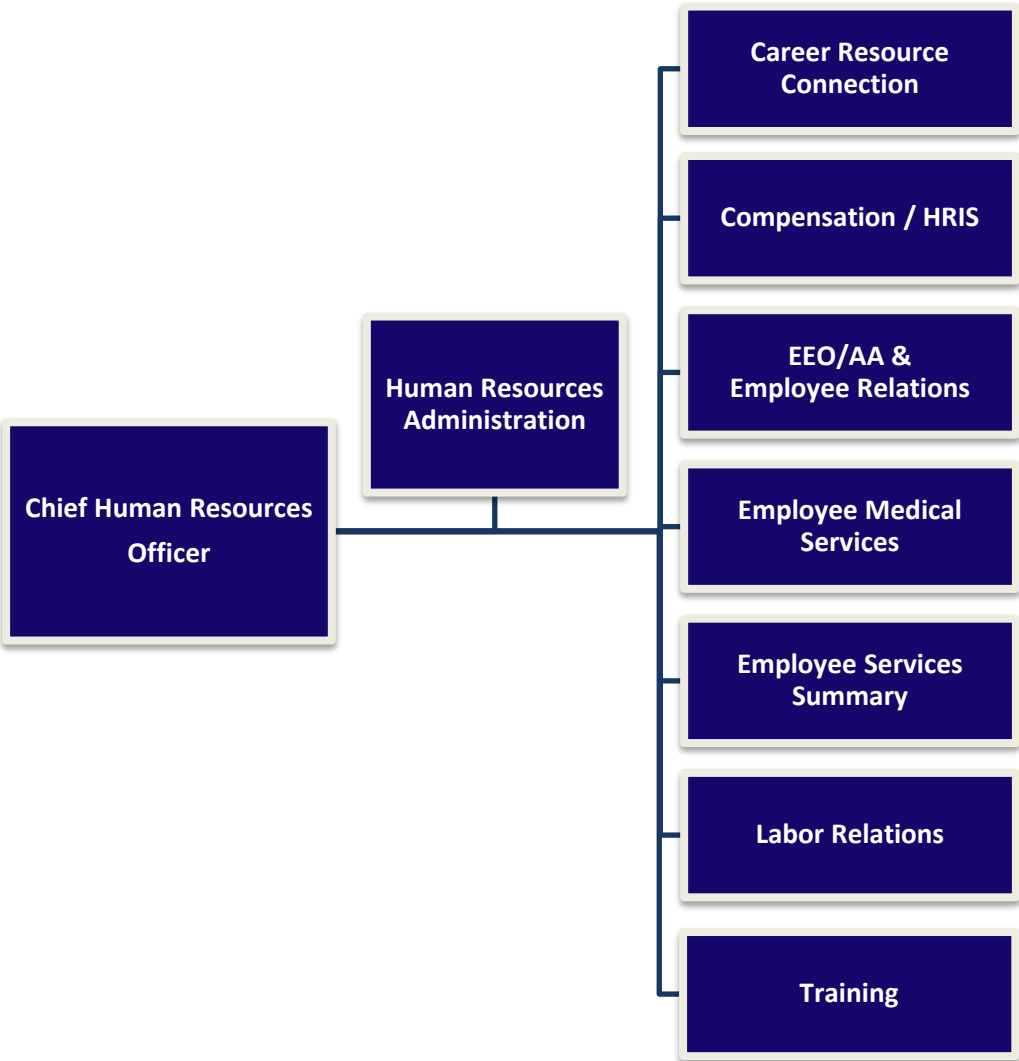 Career Resource
Connection
Compensation / HRIS
EEO/AA &
Employee Relations
Human Resources
Administration
Chief Human Resources
Officer
Employee Medical
Services
Employee Services
Summary
Labor Relations
Training